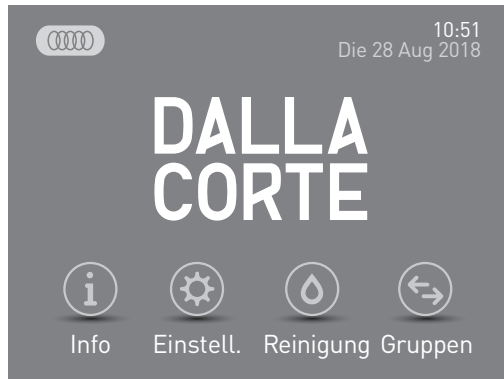 10:51
Die 28 Aug 2018
DALLA
CORTE
Info Einstell. Reinigung Gruppen